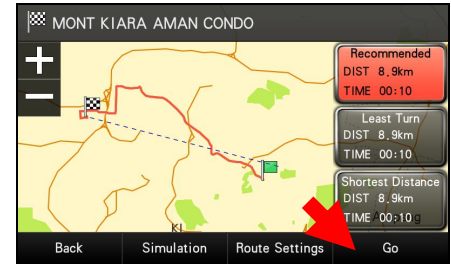 MONT KIARA AMAN CONDO
Recommended
DIST 8.9km
TIME 00:10
Least Turn
DIST 8.9km
TIME 00:10
Shortest Distance
DIST 8.9km
TIME 00:10
Back
Simulation
Route Settings
Go